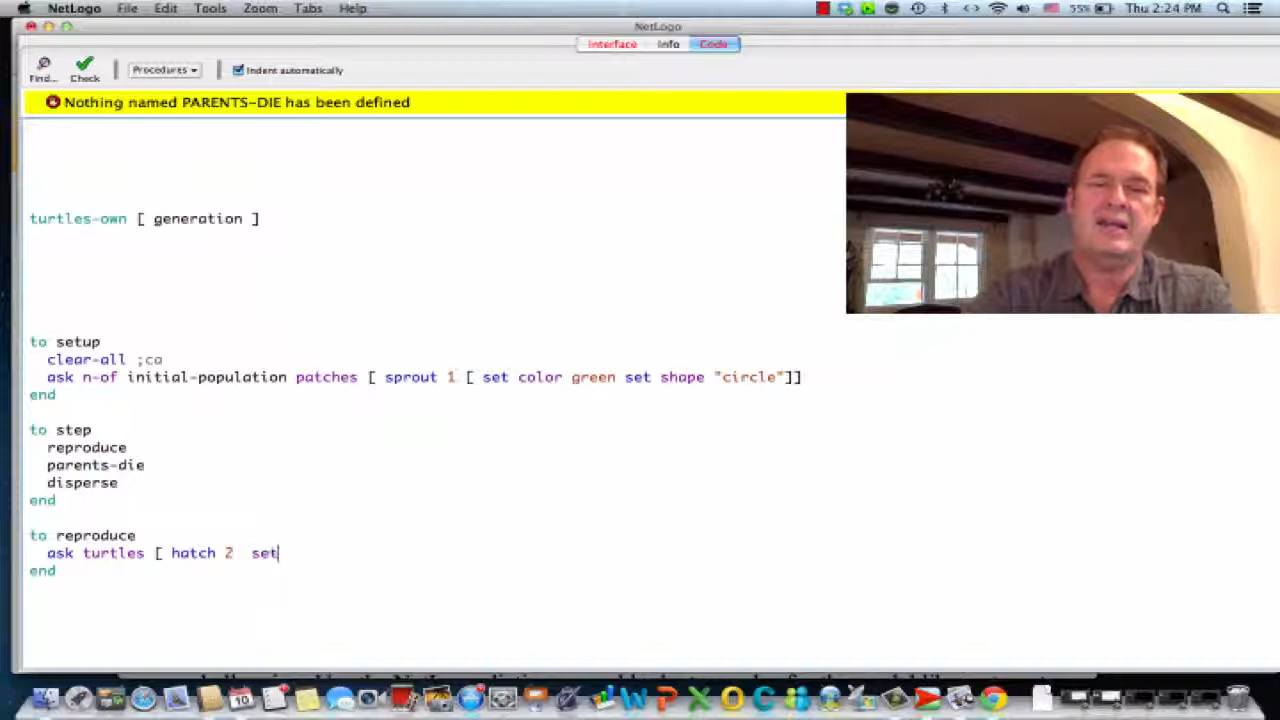 NetLogo File Edit Tools Zoom Tabs Help 55% Thu 2:24 PM
NetLogo
Interface Info Code
Find... Check Procedures Indent automatically
Nothing named PARENTS-DIE has been defined
turtles-own [ generation ]
to setup
clear-all ;ca
ask n-of initial-population patches [ sprout 1 [ set color green set shape "circle"]]
end
to step
reproduce
parents-die
disperse
end
to reproduce
ask turtles [ hatch 2  set
end